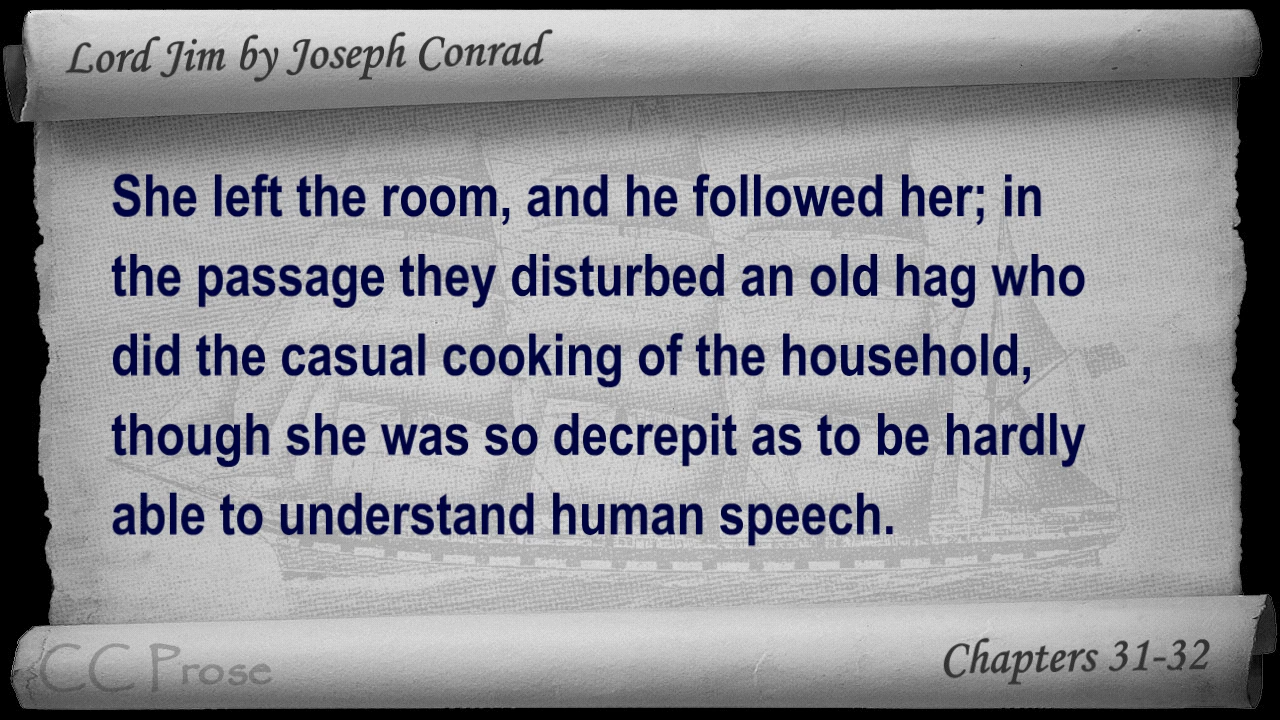 Lord Jim by Joseph Conrad
She left the room, and he followed her; in
the passage they disturbed an old hag who
did the casual cooking of the household,
though she was so decrepit as to be hardly
able to understand human speech.
CC Prose
Chapters 31-32